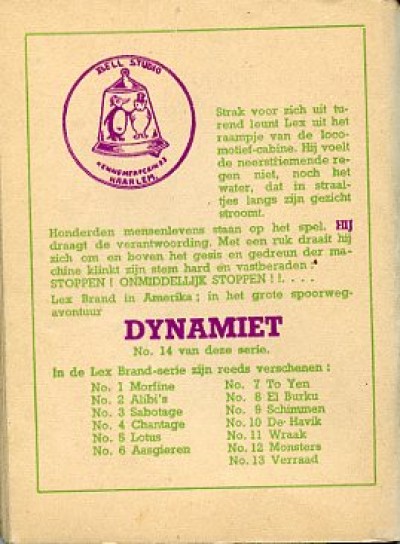 BELL STUDIO
HAARLEM.
Strak voor zich uit tu-
rend leunt Lex uit het
raampje van de loco-
motief-cabine. Hij voelt
de neerstriemende re-
gen niet, noch het
water, dat in straal-
tjes langs zijn gezicht
stroomt.
Honderden mensenlevens staan op het spel. HIJ
draagt de verantwoording. Met een ruk draait hij
zich om en boven het gesis en gedreun der ma-
chine klinkt zijn stem hard en vastberaden:
STOPPEN! ONMIDDELIJK STOPPEN!!....
Lex Brand in Amerika; in het grote spoorweg-
avontuur
DYNAMIET
No. 14 van deze serie.
In de Lex Brand-serie zijn reeds verschenen:
No. 1 Morfine
No. 2 Alibi's
No. 3 Sabotage
No. 4 Chantage
No. 5 Lotus
No. 6 Aasgieren
No. 7 To Yen
No. 8 El Burku
No. 9 Schimmen
No. 10 De Havik
No. 11 Wraak
No. 12 Monsters
No. 13 Verraad